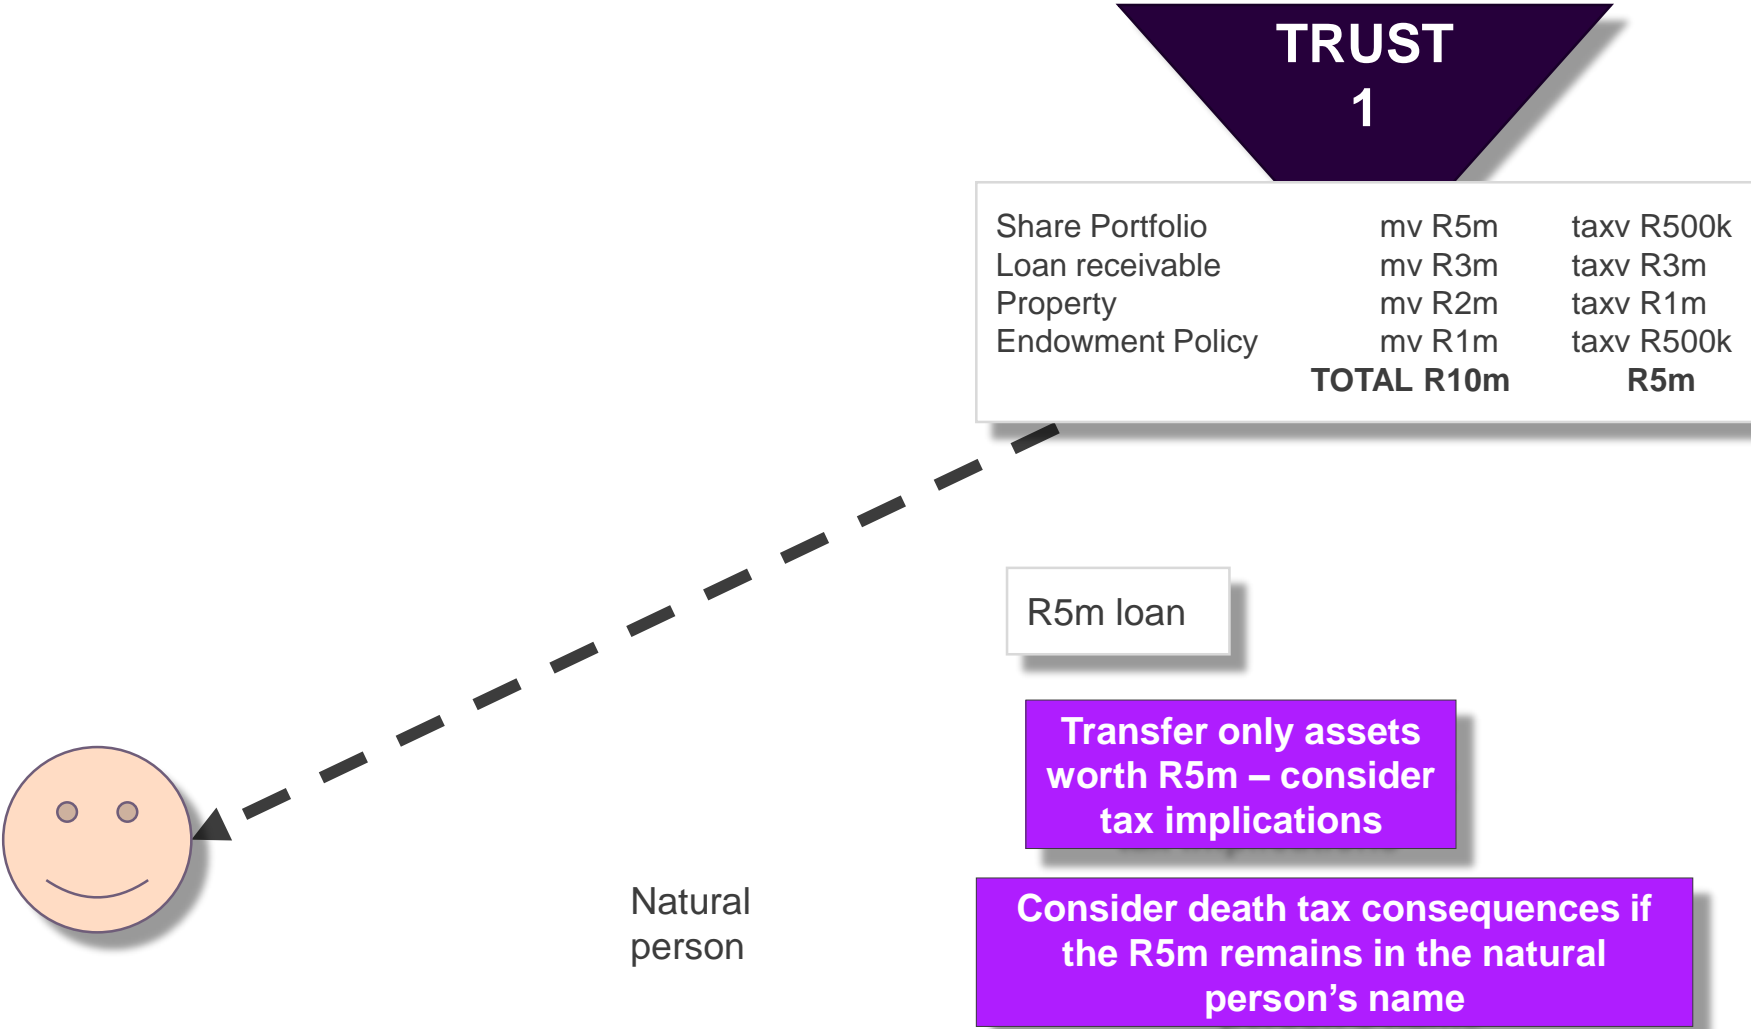 TRUST
1
Share Portfolio mv R5m taxv R500k
Loan receivable mv R3m taxv R3m
Property mv R2m taxv R1m
Endowment Policy mv R1m taxv R500k
TOTAL R10m R5m
R5m loan
Transfer only assets
worth R5m – consider
tax implications
Natural
person
Consider death tax consequences if
the R5m remains in the natural
person’s name